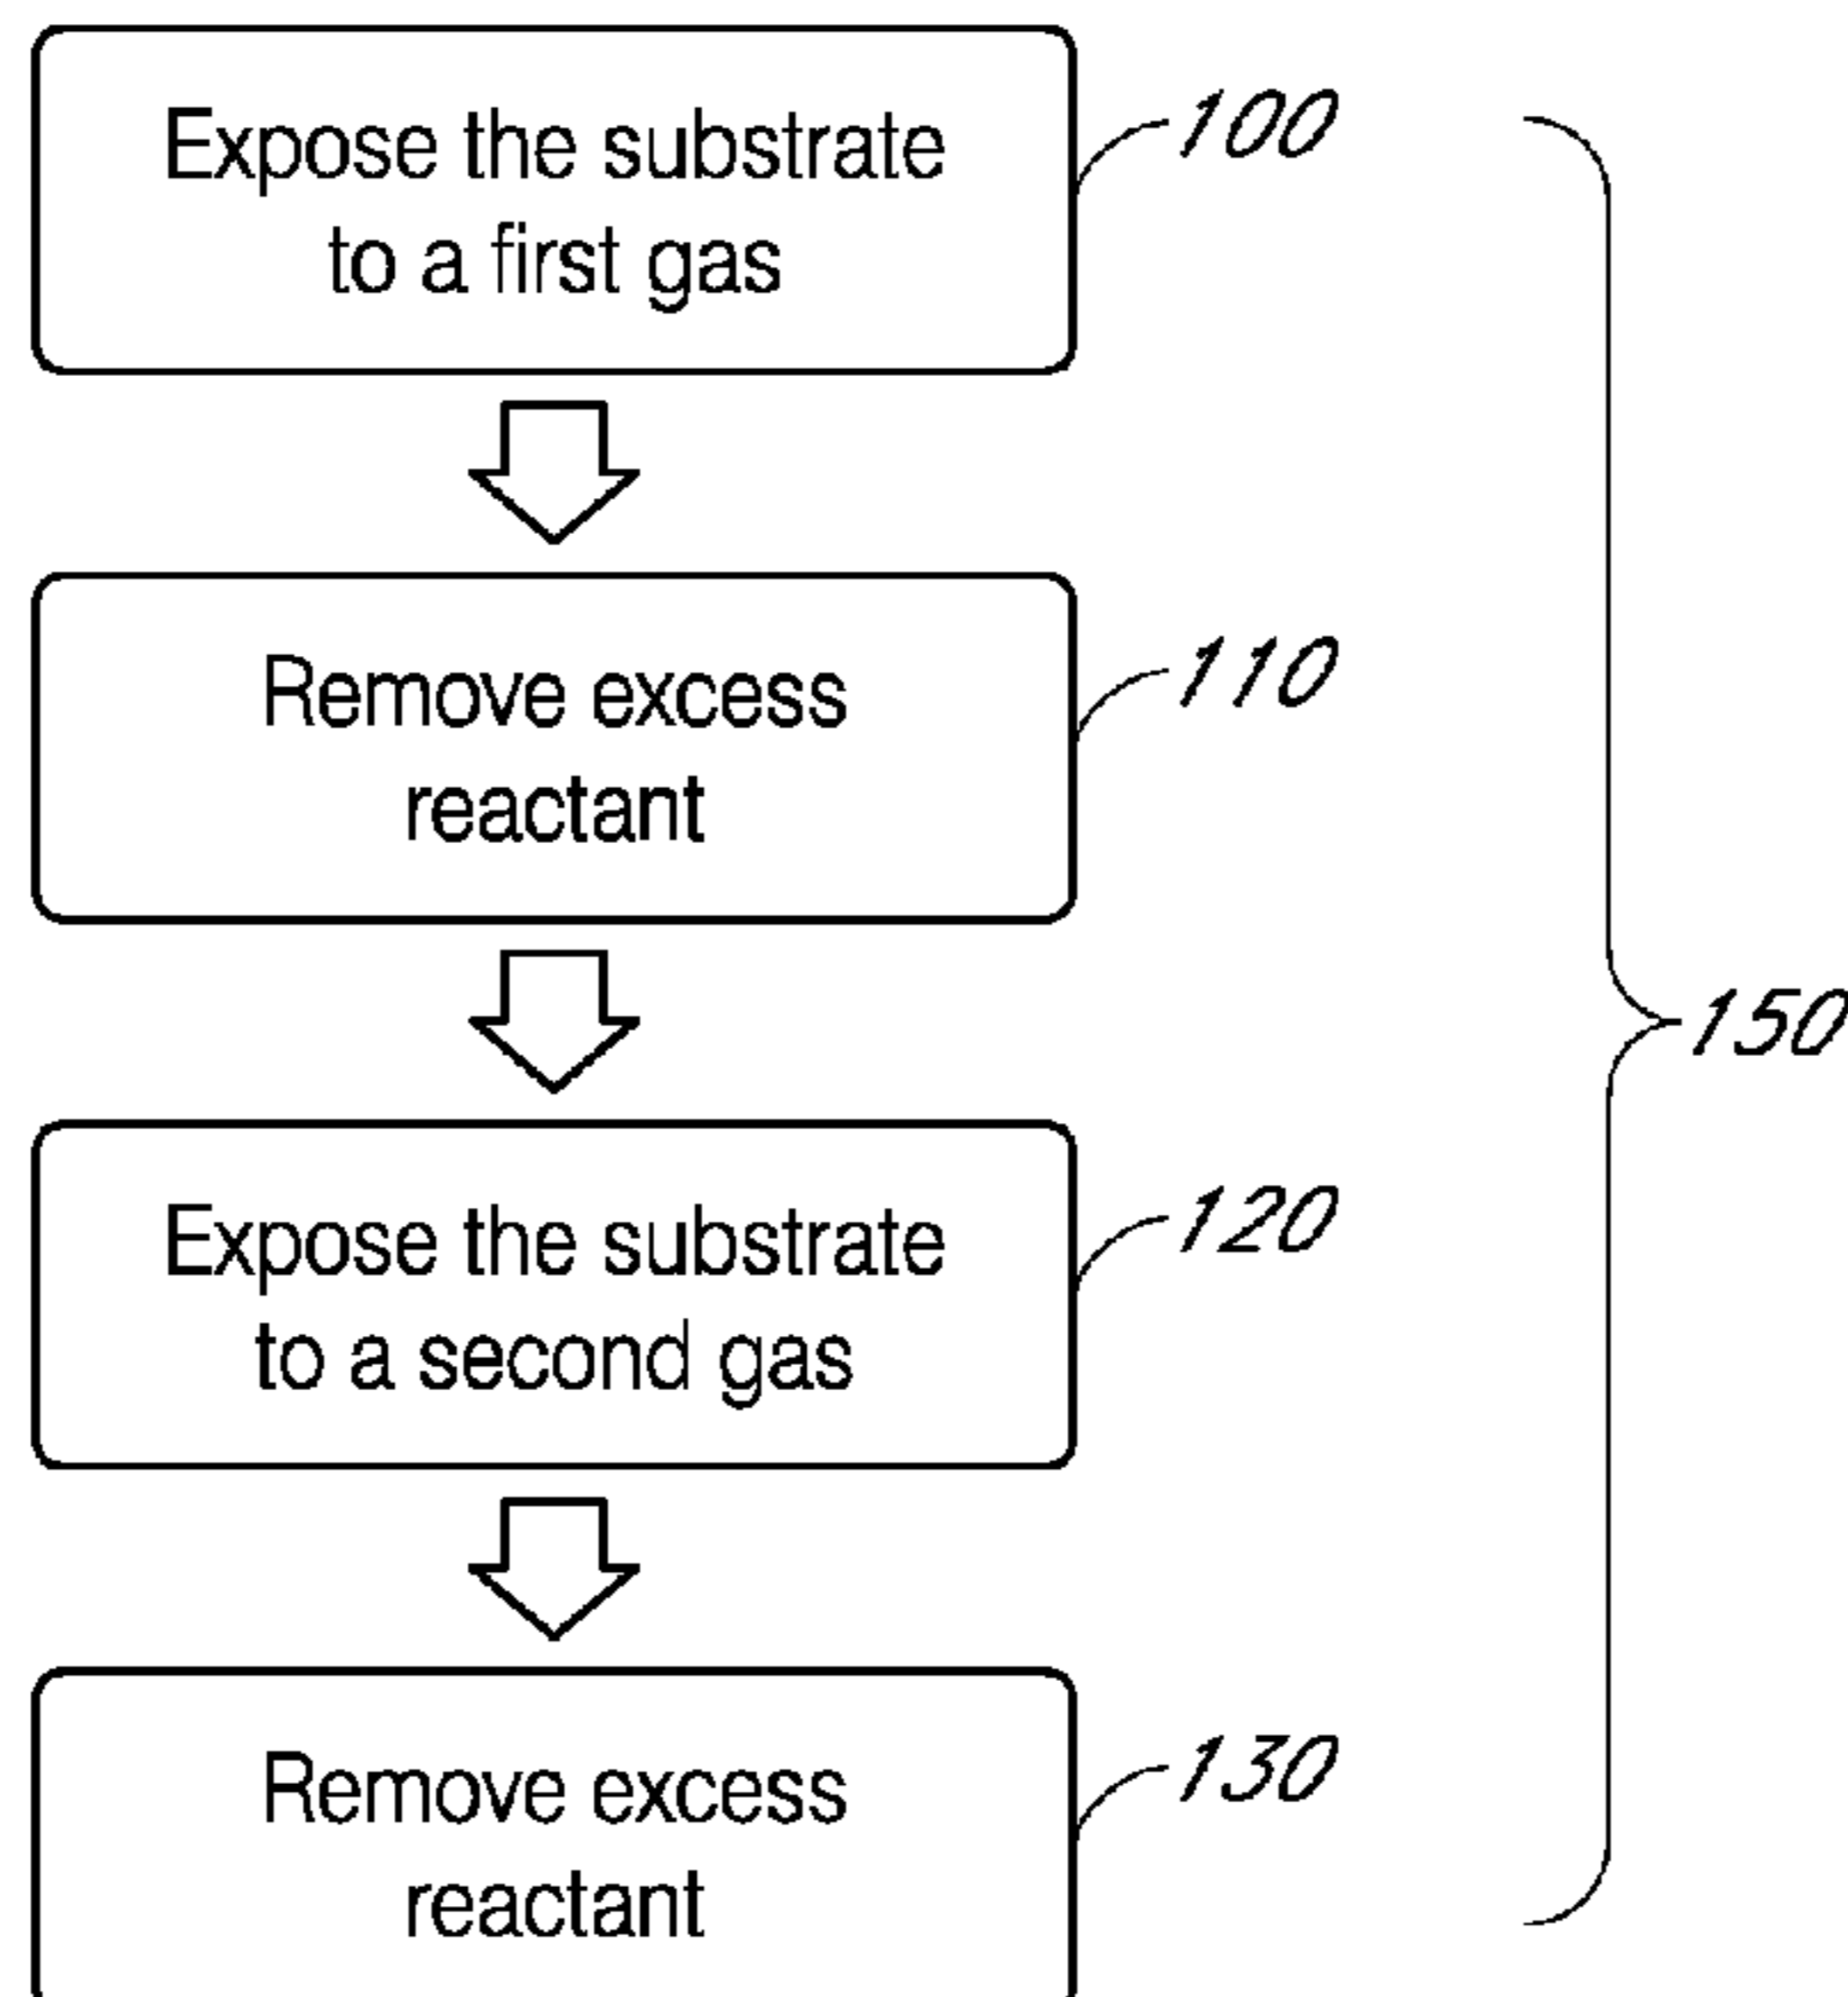 Expose the substrate
to a first gas
100
Remove excess
reactant
110
150
Expose the substrate
to a second gas
120
Remove excess
reactant
130